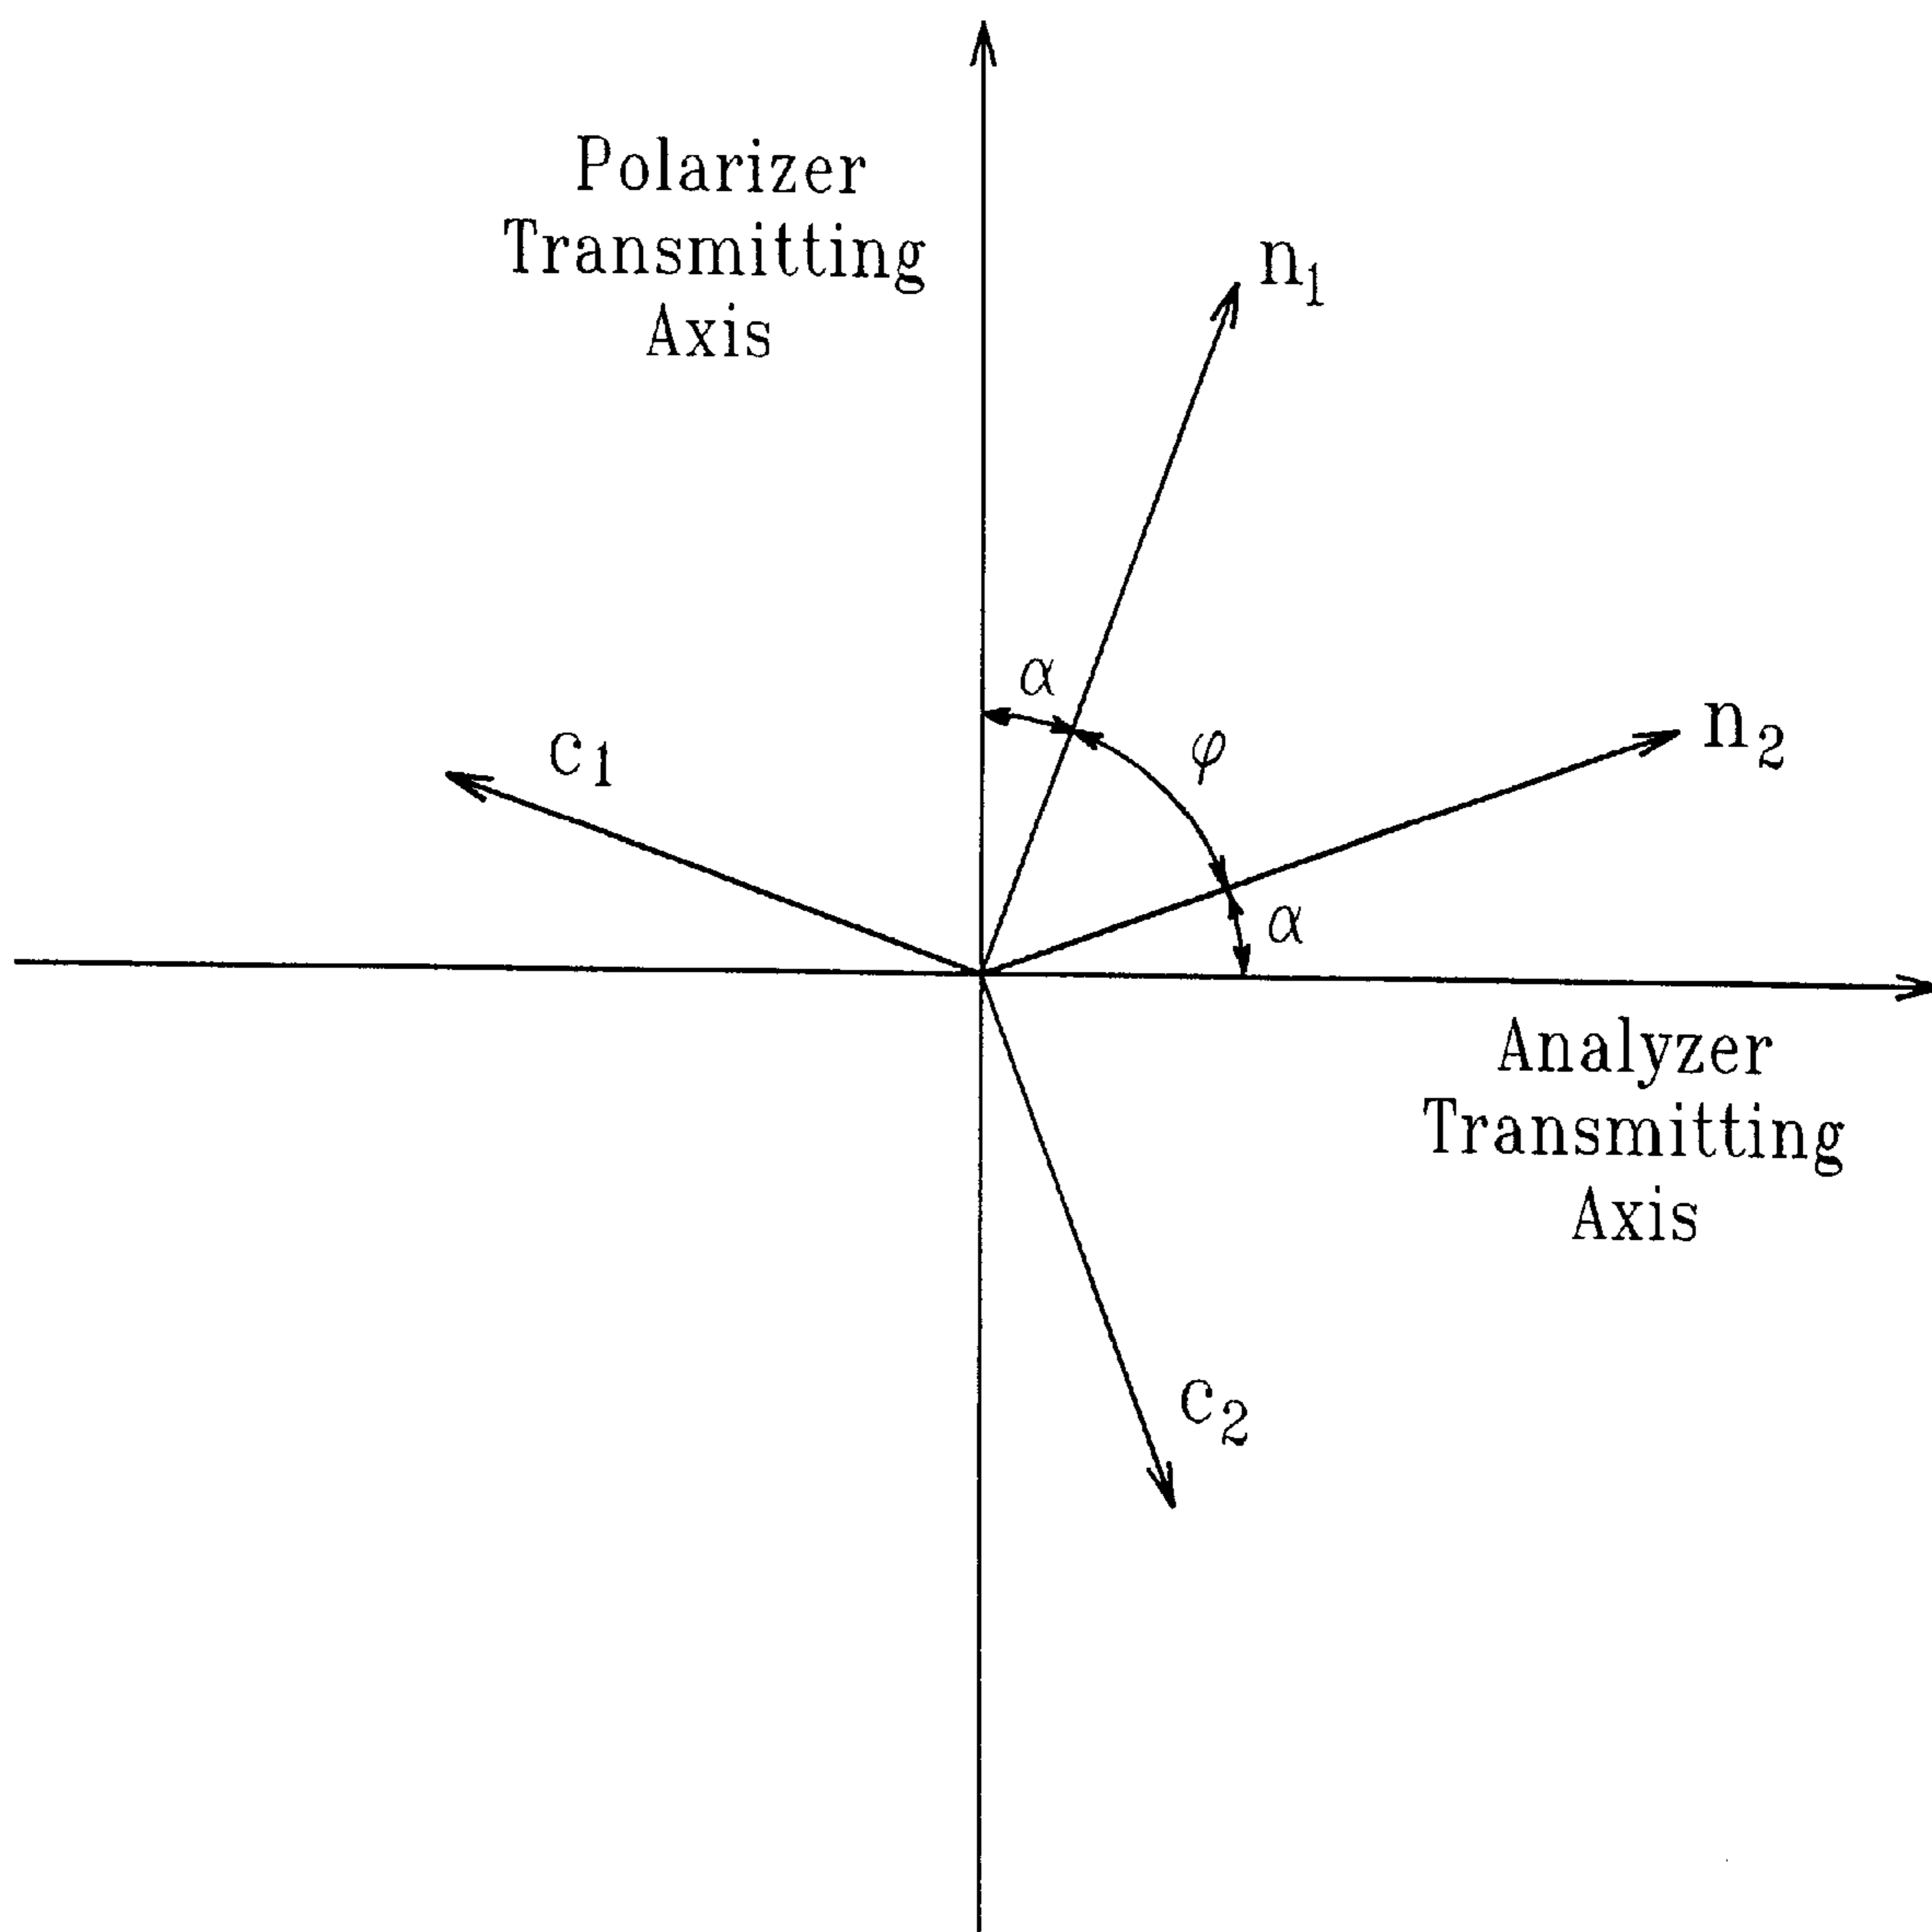 Polarizer
Transmitting
Axis
n₁
α
φ
n₂
c₁
α
Analyzer
Transmitting
Axis
c₂